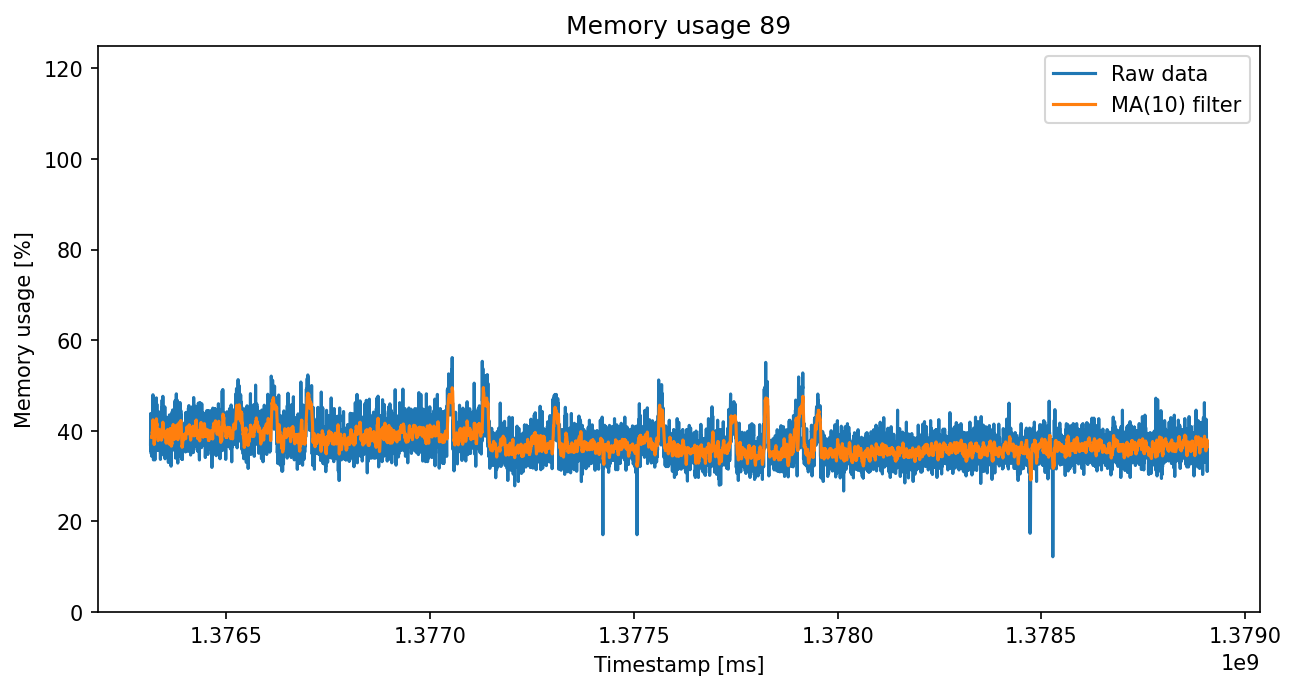 Memory usage 89
Raw data
MA(10) filter
Memory usage [%]
120
100
80
60
40
20
0
1.3765
1.3770
1.3775
1.3780
1.3785
1.3790
1e9
Timestamp [ms]